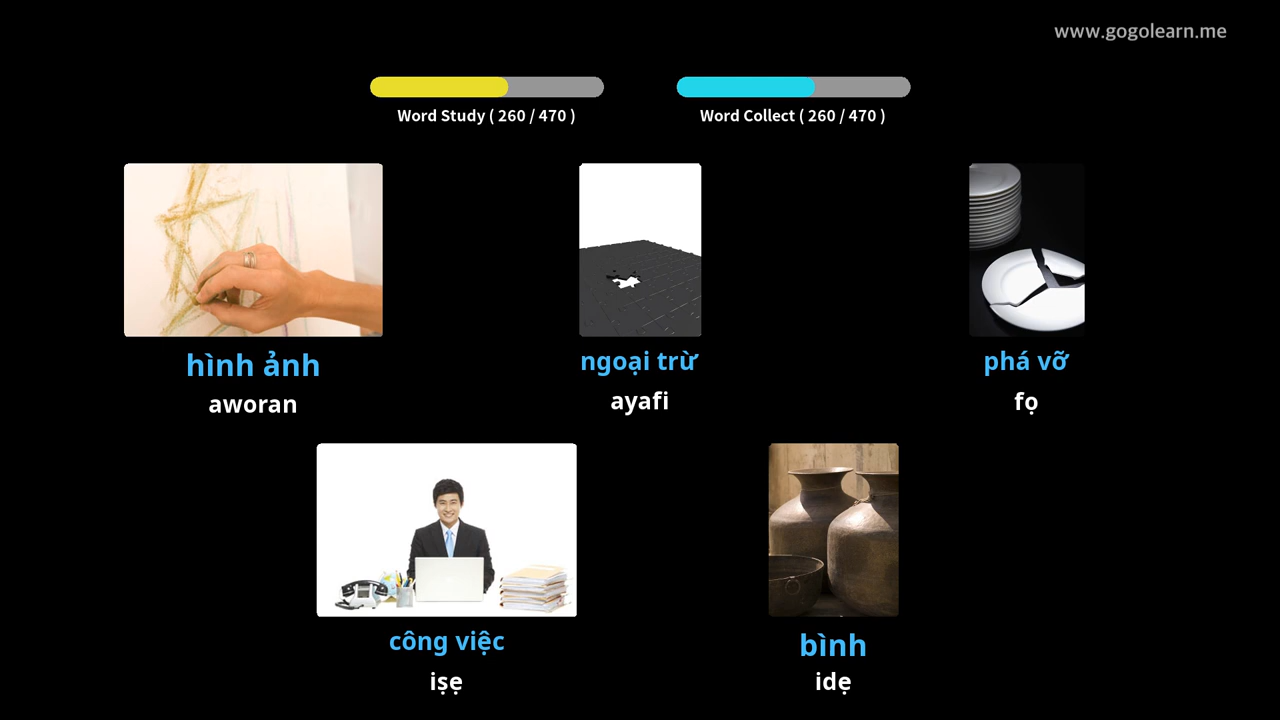 www.gogolearn.me
Word Study ( 260 / 470 )
Word Collect ( 260 / 470 )
hình ảnh
aworan
ngoại trừ
ayafi
phá vỡ
fọ
công việc
iṣẹ
bình
idẹ